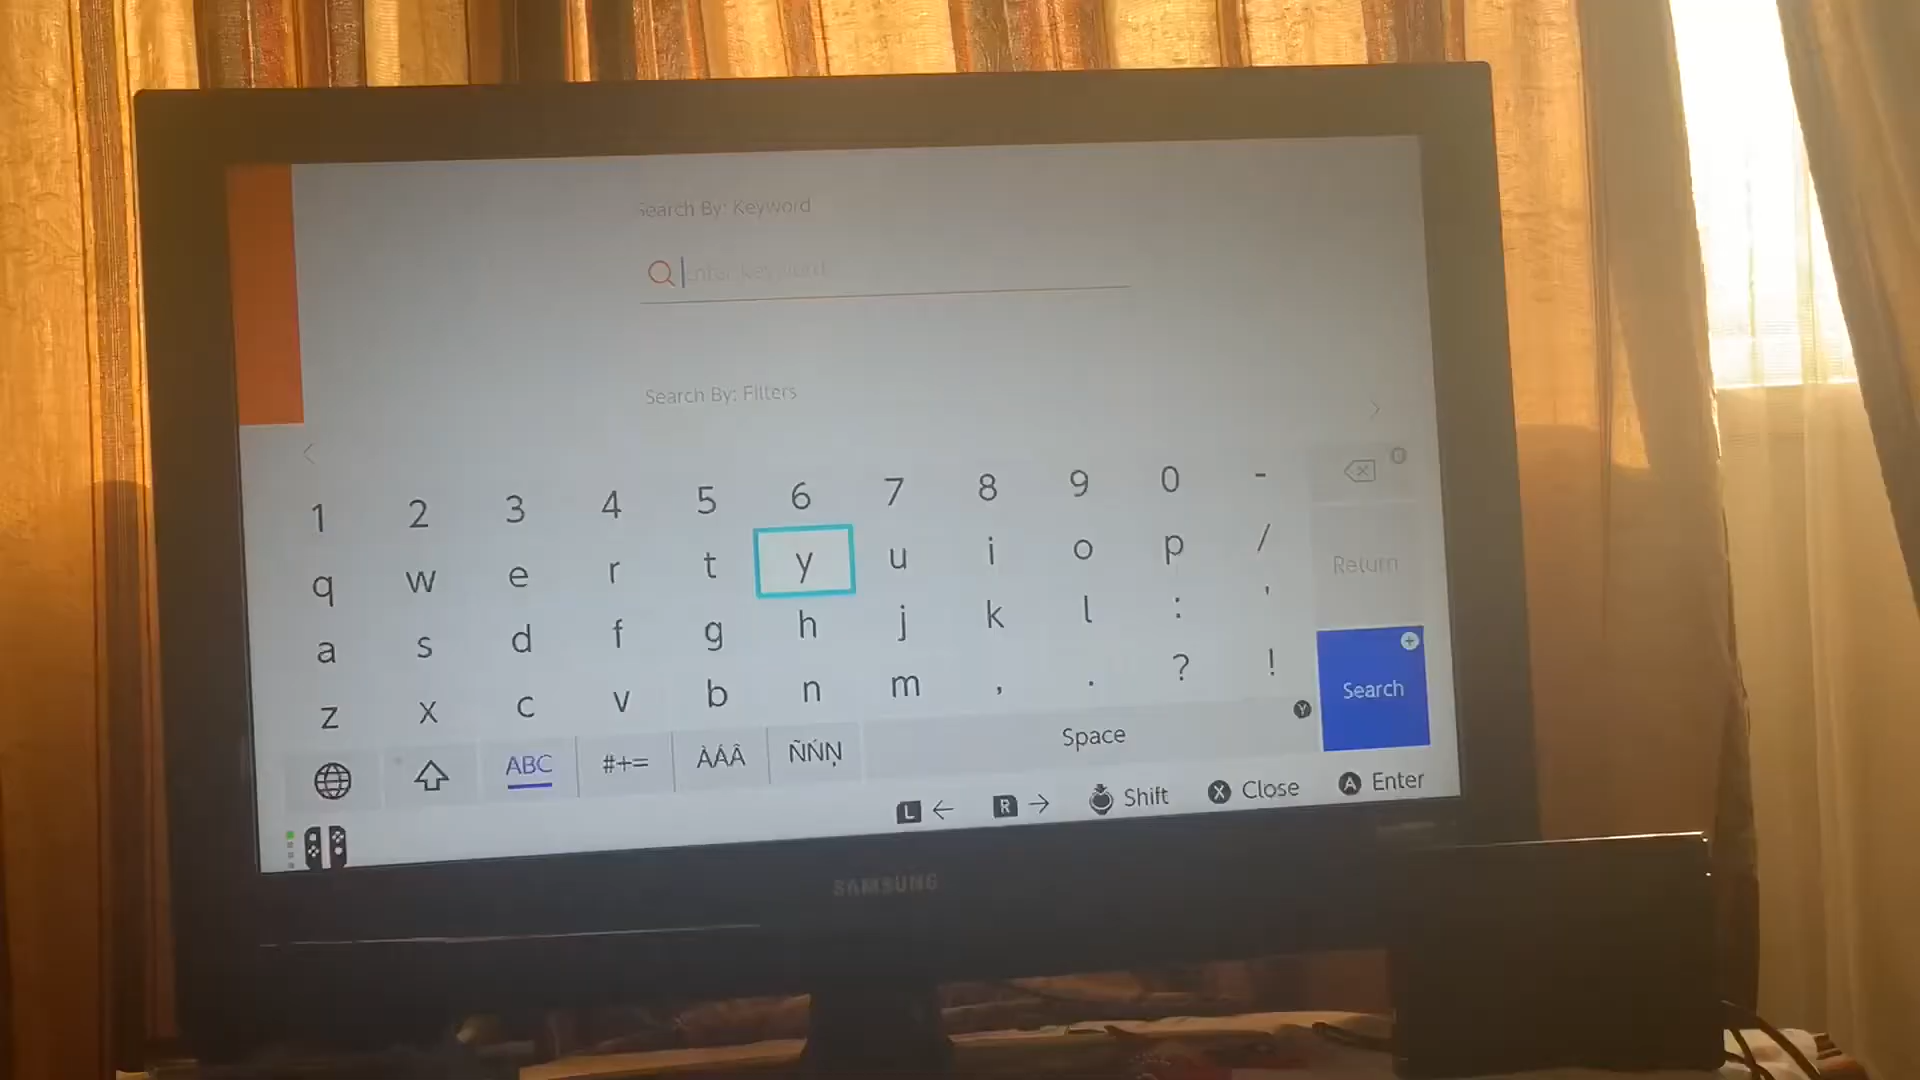 Search By: Keyword
Enter keyword
Search By: Filters
1 2 3 4 5 6 7 8 9 0 -
q w e r t y u i o p /
Return
a s d f g h j k l : '
z x c v b n m , . ? !
Search
ABC #+= ÀÁÂ ÑŃŅ Space Y
L ← R → Shift X Close A Enter
SAMSUNG